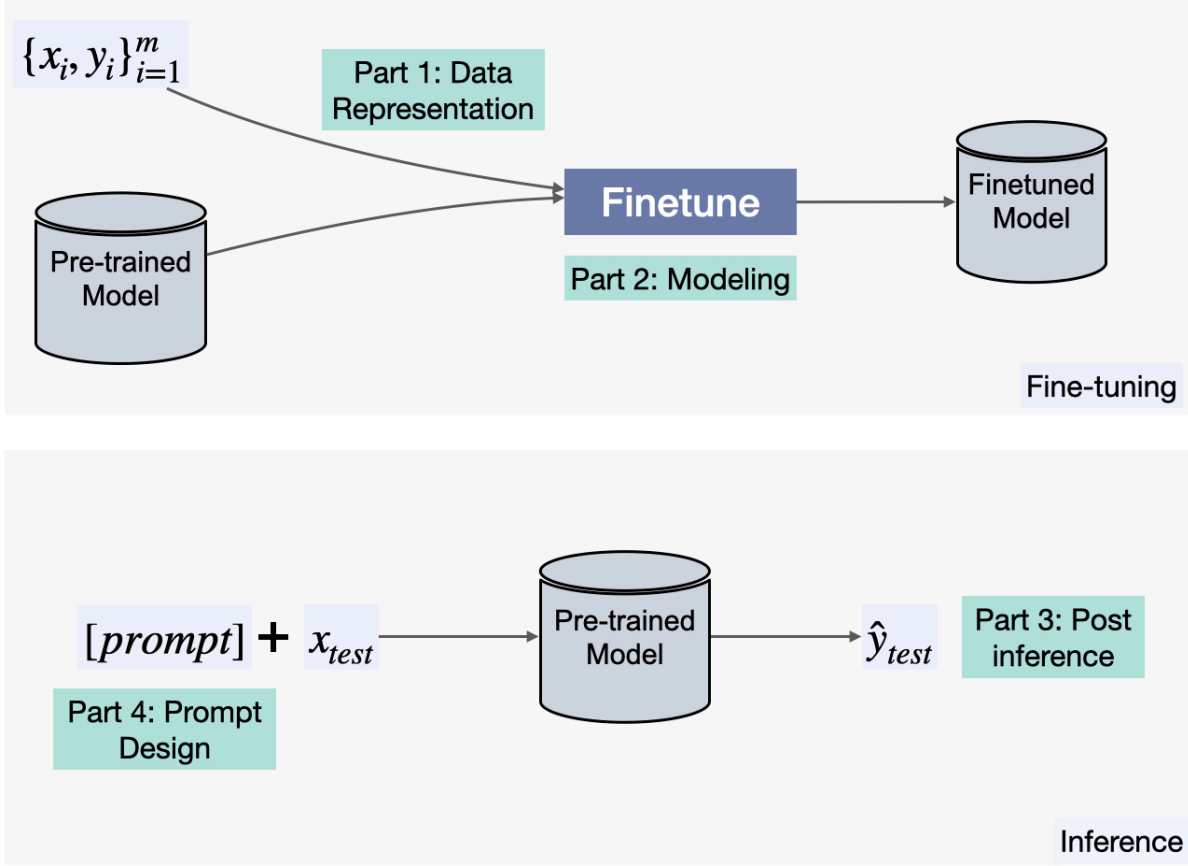 {x_i, y_i}_{i=1}^m
Part 1: Data
Representation
Pre-trained
Model
Finetune
Part 2: Modeling
Finetuned
Model
Fine-tuning
[prompt] + x_test
Part 4: Prompt
Design
Pre-trained
Model
ŷ_test
Part 3: Post
inference
Inference